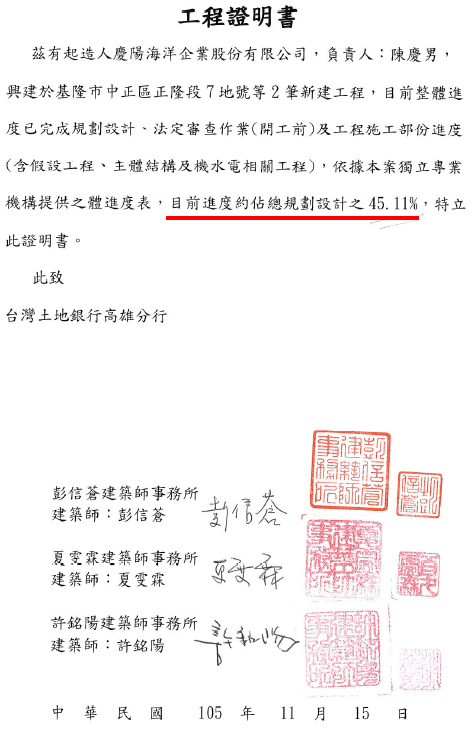 工程證明書
茲有起造人慶陽海洋企業股份有限公司，負責人：陳慶男，
興建於基隆市中正區正隆段7地號等2筆新建工程，目前整體進
度已完成規劃設計、法定審查作業(開工前)及工程施工部份進度
(含假設工程、主體結構及機水電相關工程)，依據本案獨立專業
機構提供之體進度表，目前進度約佔總規劃設計之45.11%，特立
此證明書。
此致
台灣土地銀行高雄分行
彭信蒼建築師事務所
建築師：彭信蒼
彭信蒼
夏雯霖建築師事務所
建築師：夏雯霖
夏雯霖
許銘陽建築師事務所
建築師：許銘陽
許銘陽
中華民國 105 年 11 月 15 日